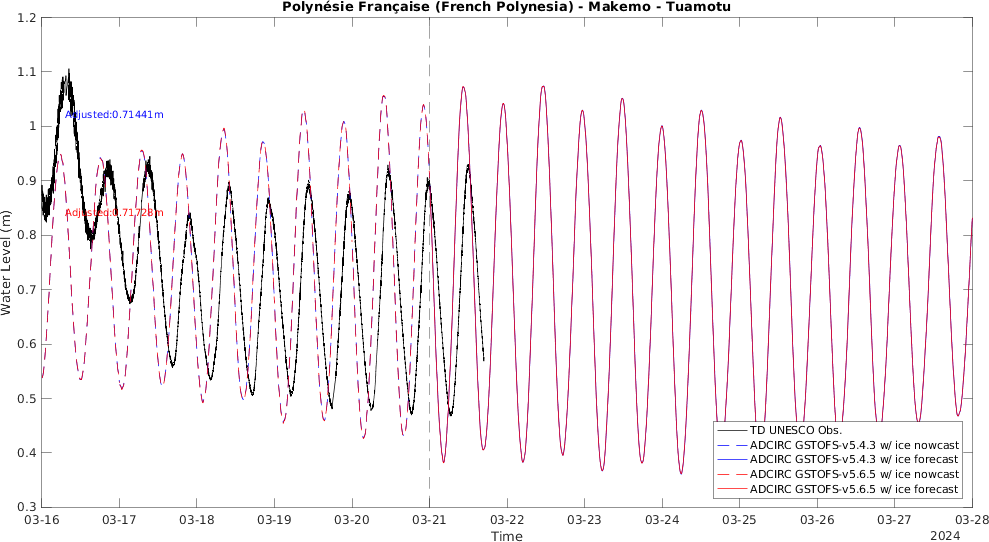 Polynésie Française (French Polynesia) - Makemo - Tuamotu
1.2
1.1
1
0.9
0.8
0.7
0.6
0.5
0.4
0.3
Water Level (m)
Adjusted:0.71441m
Adjusted:0.71728m
TD UNESCO Obs.
ADCIRC GSTOFS-v5.4.3 w/ ice nowcast
ADCIRC GSTOFS-v5.4.3 w/ ice forecast
ADCIRC GSTOFS-v5.6.5 w/ ice nowcast
ADCIRC GSTOFS-v5.6.5 w/ ice forecast
03-16 03-17 03-18 03-19 03-20 03-21 03-22 03-23 03-24 03-25 03-26 03-27 03-28
Time
2024